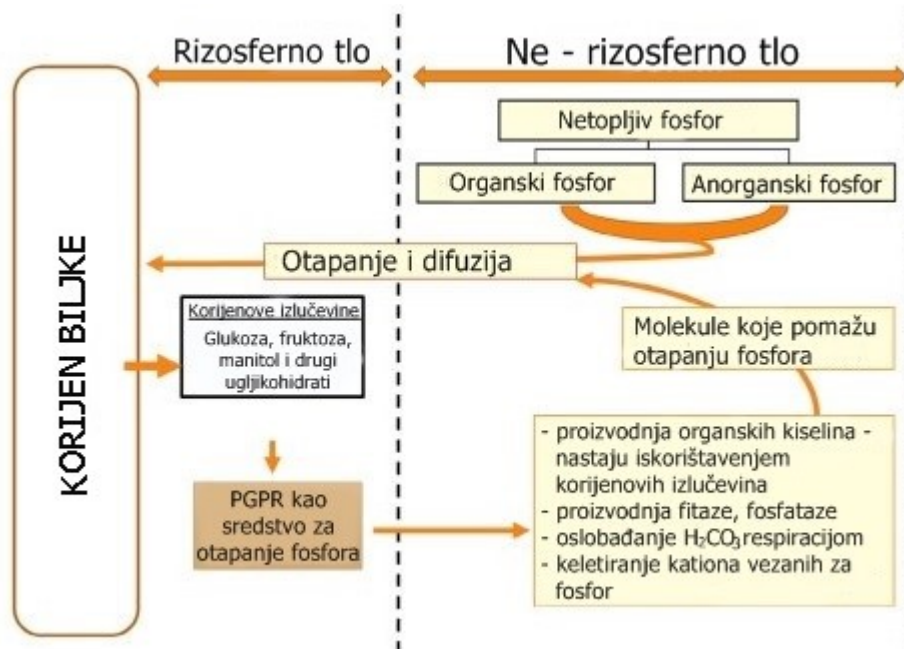 Rizosferno tlo
Ne - rizosferno tlo
Netopljiv fosfor
Organski fosfor
Anorganski fosfor
Otapanje i difuzija
KORIJEN BILJKE
Korijenove izlučevine
Glukoza, fruktoza,
manitol i drugi
ugljikohidrati
Molekule koje pomažu
otapanju fosfora
PGPR kao
sredstvo za
otapanje fosfora
- proizvodnja organskih kiselina -
nastaju iskorištavenjem
korijenovih izlučevina
- proizvodnja fitaze, fosfataze
- oslobađanje H₂CO₃ respiracijom
- keletiranje kationa vezanih za
fosfor